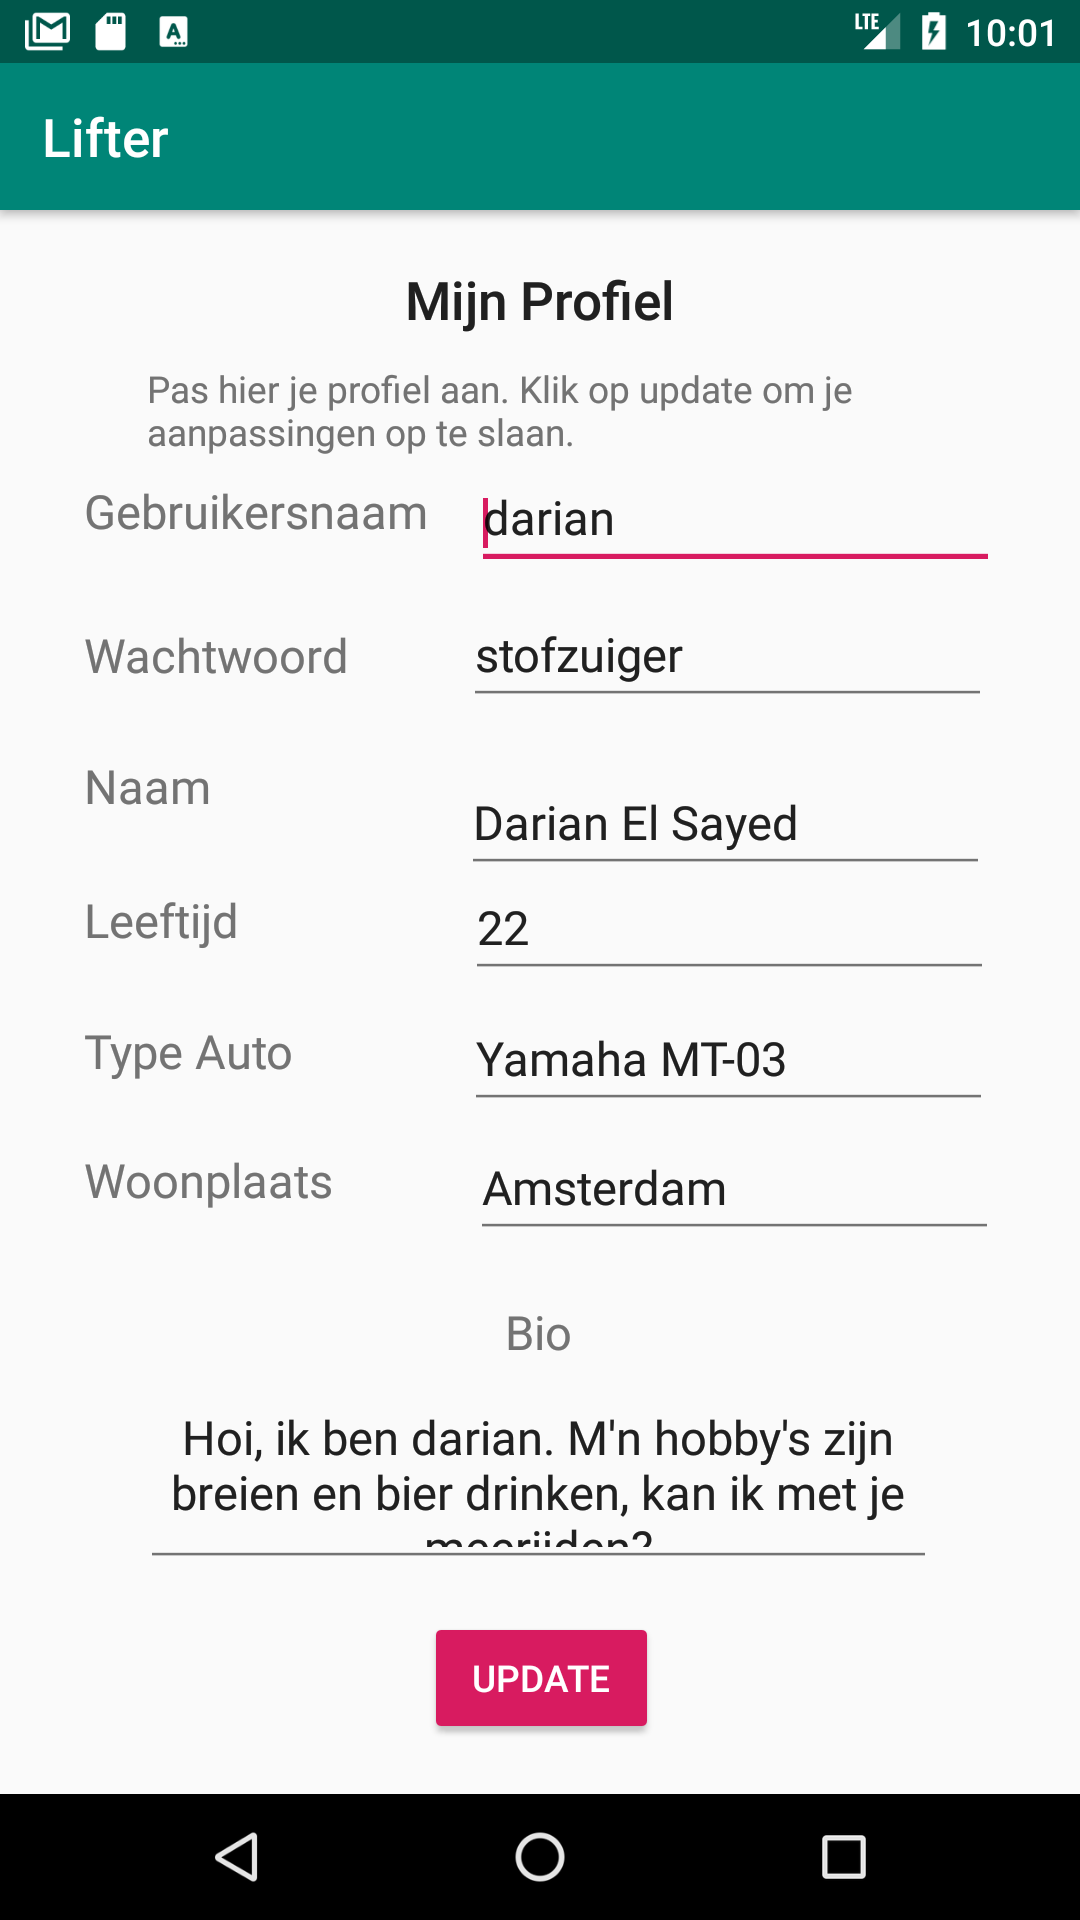 LTE 10:01
Lifter
Mijn Profiel
Pas hier je profiel aan. Klik op update om je
aanpassingen op te slaan.
Gebruikersnaam darian
Wachtwoord stofzuiger
Naam
Darian El Sayed
Leeftijd 22
Type Auto Yamaha MT-03
Woonplaats Amsterdam
Bio
Hoi, ik ben darian. M'n hobby's zijn
breien en bier drinken, kan ik met je
meerijden?
UPDATE